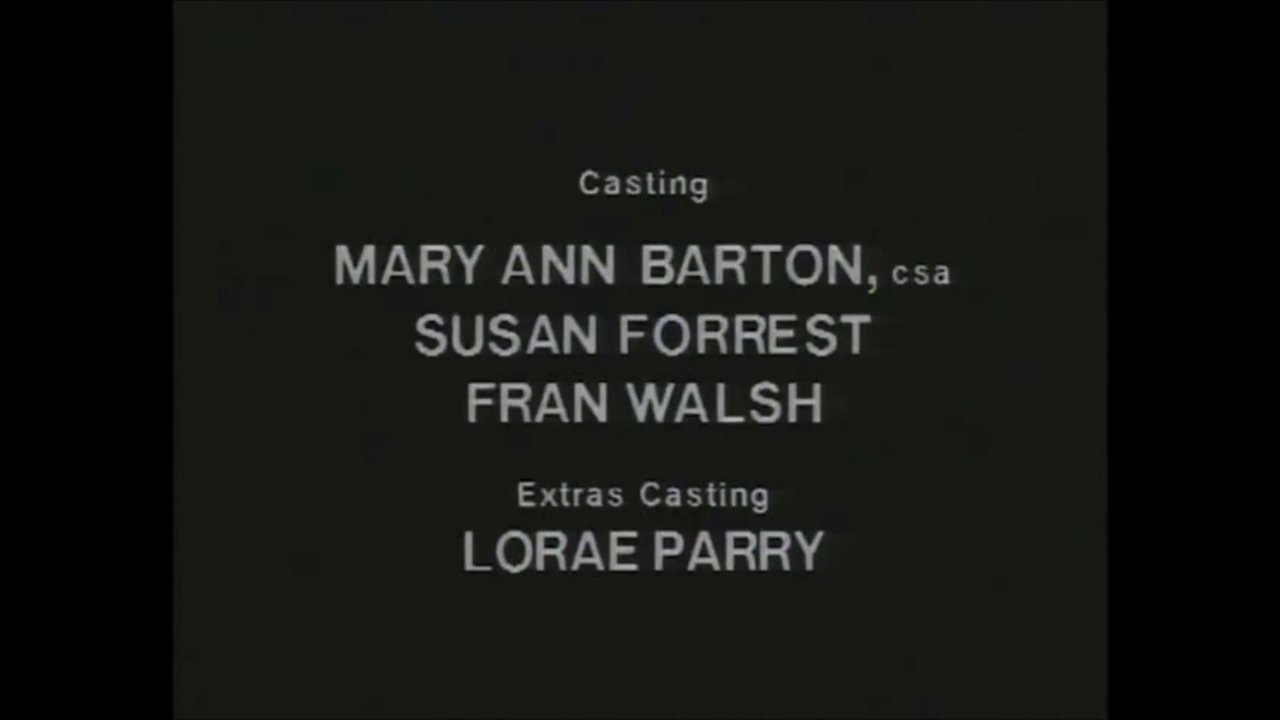 Casting
MARY ANN BARTON, csa
SUSAN FORREST
FRAN WALSH
Extras Casting
LORAE PARRY